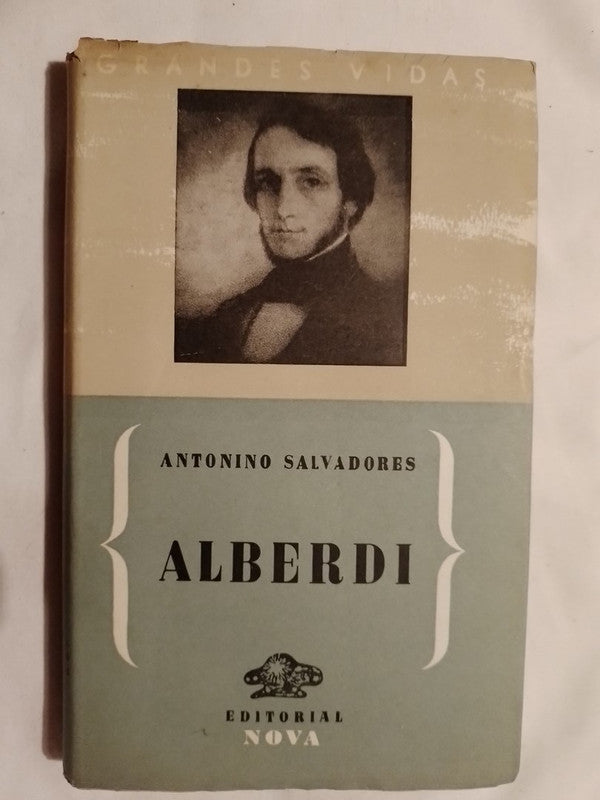 GRANDES VIDAS
ANTONINO SALVADORES
ALBERDI
EDITORIAL
NOVA